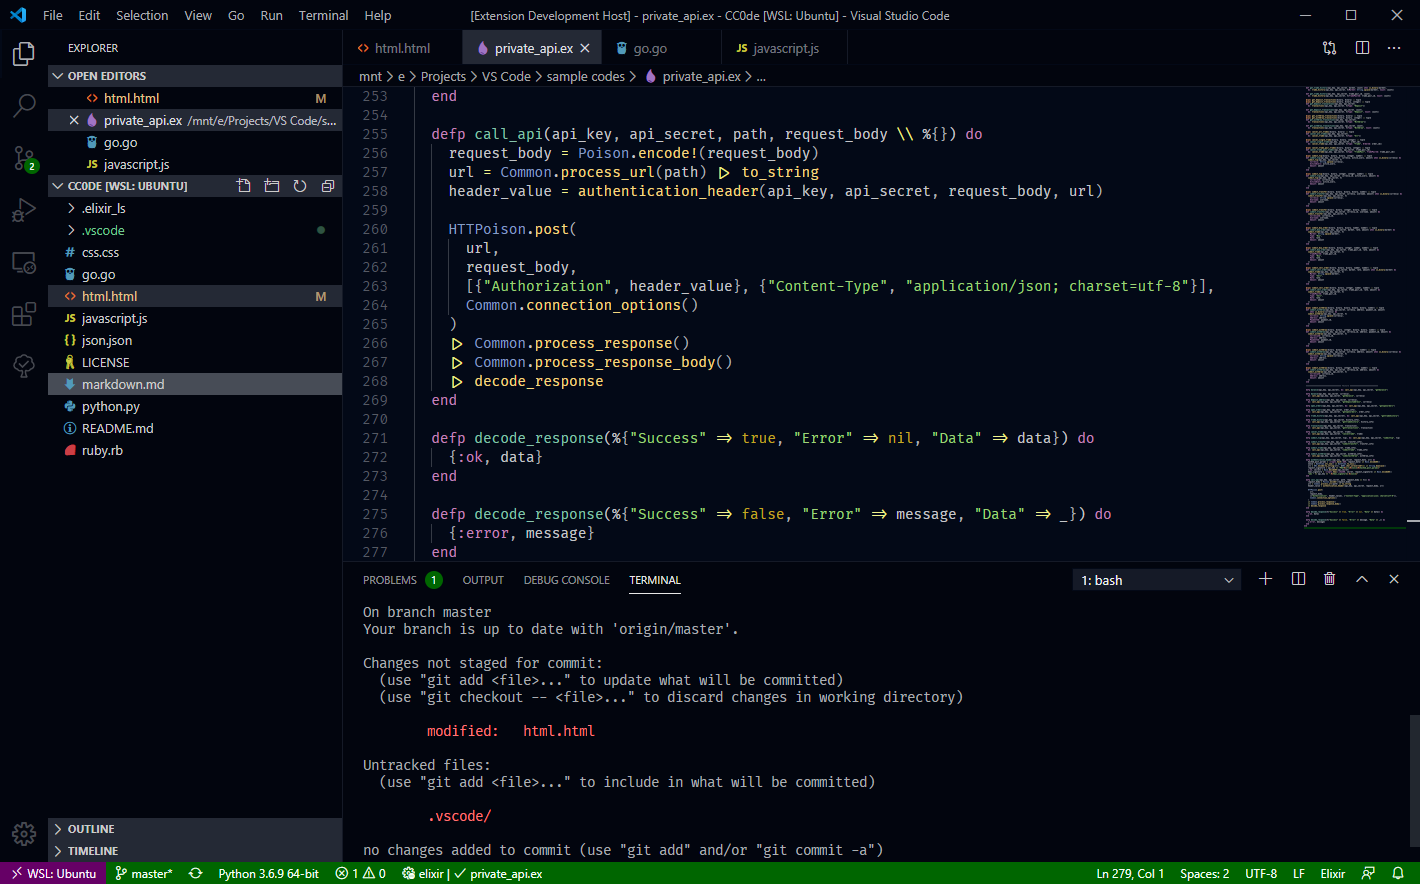 File Edit Selection View Go Run Terminal Help [Extension Development Host] - private_api.ex - CC0de [WSL: Ubuntu] - Visual Studio Code
EXPLORER
OPEN EDITORS
html.html M
private_api.ex /mnt/e/Projects/VS Code/s...
go.go
JS javascript.js
CC0DE [WSL: UBUNTU]
.elixir_ls
.vscode
# css.css
go.go
html.html M
JS javascript.js
{} json.json
LICENSE
markdown.md
python.py
README.md
ruby.rb
OUTLINE
TIMELINE
2
html.html private_api.ex go.go JS javascript.js
mnt > e > Projects > VS Code > sample codes > private_api.ex > ...
253 end
254
255 defp call_api(api_key, api_secret, path, request_body \\ %{}) do
256 request_body = Poison.encode!(request_body)
257 url = Common.process_url(path) |> to_string
258 header_value = authentication_header(api_key, api_secret, request_body, url)
259
260 HTTPoison.post(
261 url,
262 request_body,
263 [{"Authorization", header_value}, {"Content-Type", "application/json; charset=utf-8"}],
264 Common.connection_options()
265 )
266 |> Common.process_response()
267 |> Common.process_response_body()
268 |> decode_response
269 end
270
271 defp decode_response(%{"Success" => true, "Error" => nil, "Data" => data}) do
272 {:ok, data}
273 end
274
275 defp decode_response(%{"Success" => false, "Error" => message, "Data" => _}) do
276 {:error, message}
277 end
PROBLEMS 1 OUTPUT DEBUG CONSOLE TERMINAL 1: bash
On branch master
Your branch is up to date with 'origin/master'.
Changes not staged for commit:
(use "git add <file>..." to update what will be committed)
(use "git checkout -- <file>..." to discard changes in working directory)
modified: html.html
Untracked files:
(use "git add <file>..." to include in what will be committed)
.vscode/
no changes added to commit (use "git add" and/or "git commit -a")
WSL: Ubuntu master* Python 3.6.9 64-bit 1 0 elixir | ✓ private_api.ex Ln 279, Col 1 Spaces: 2 UTF-8 LF Elixir